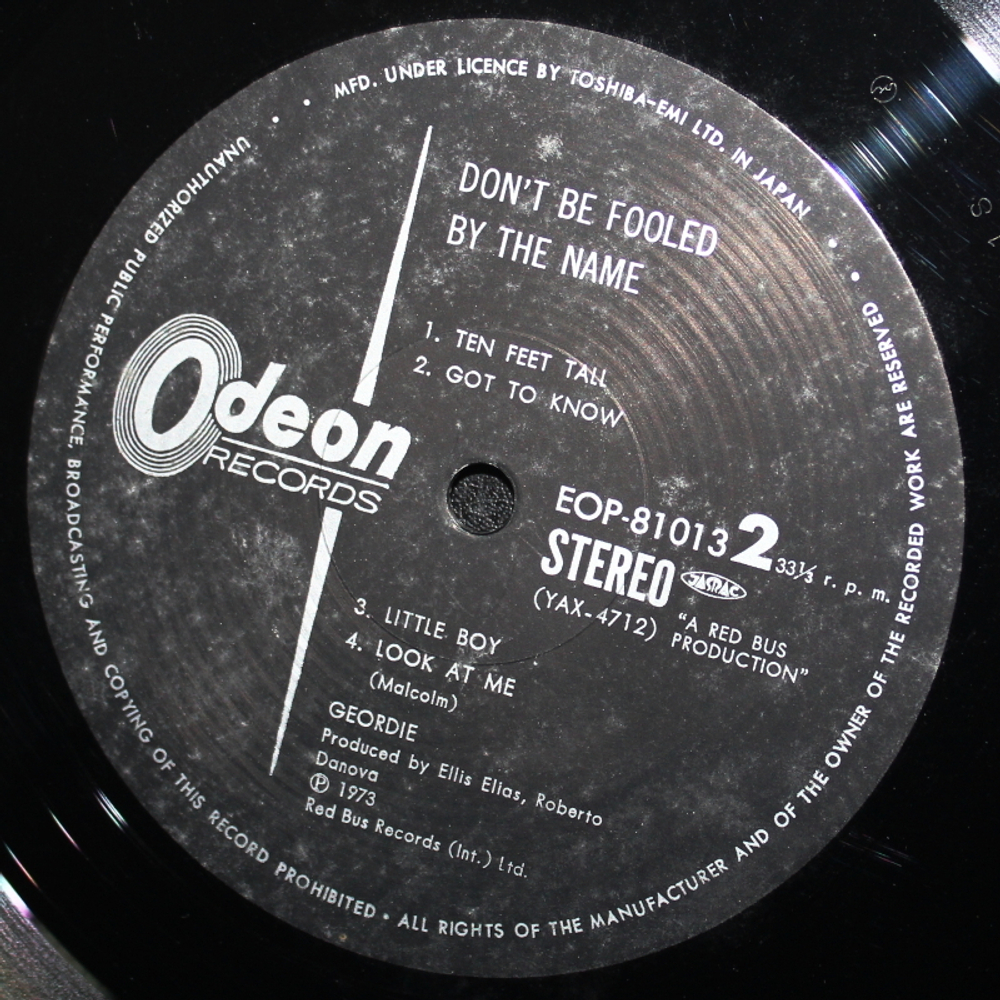 MFD. UNDER LICENCE BY TOSHIBA-EMI LTD. IN JAPAN •
DON'T BE FOOLED
BY THE NAME
1. TEN FEET TALL
2. GOT TO KNOW
Odeon
RECORDS
EOP-81013 2 33⅓ r. p. m.
STEREO JASRAC
(YAX-4712) "A RED BUS
PRODUCTION"
3. LITTLE BOY
4. LOOK AT ME
(Malcolm)
GEORDIE
Produced by Ellis Elias, Roberto
Danova
Ⓟ 1973
Red Bus Records (Int.) Ltd.
• UNAUTHORIZED PUBLIC PERFORMANCE, BROADCASTING AND COPYING OF THIS RECORD PROHIBITED • ALL RIGHTS OF THE MANUFACTURER AND OF THE OWNER OF THE RECORDED WORK ARE RESERVED •